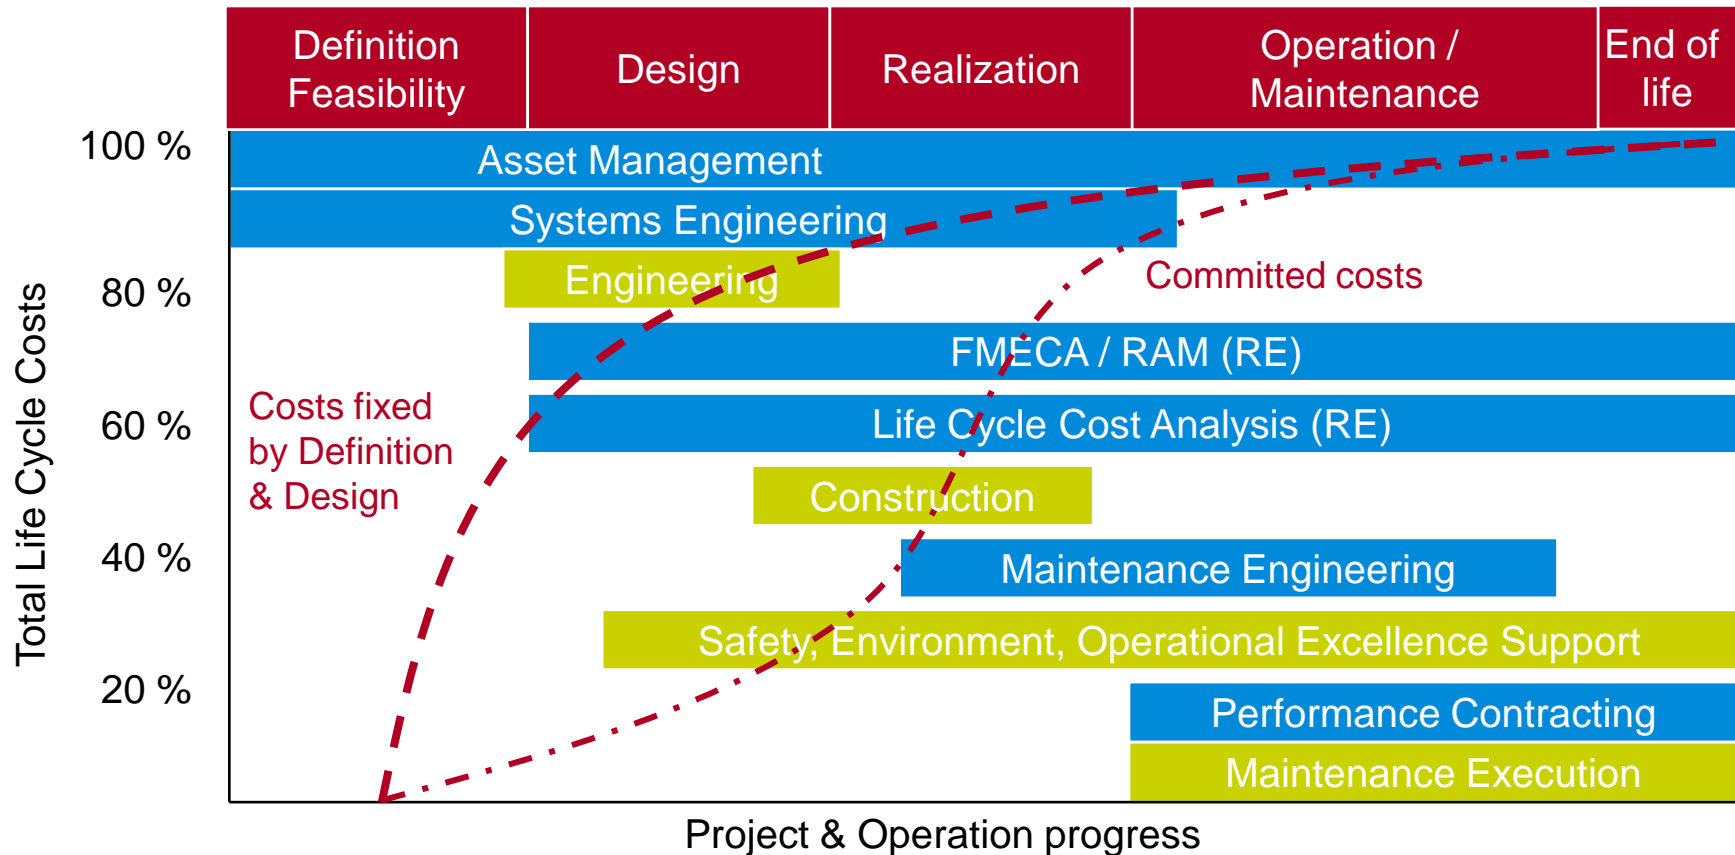 Definition
Feasibility
Design
Realization
Operation /
Maintenance
End of
life
100 %
Asset Management
Systems Engineering
Engineering
80 %
Committed costs
FMECA / RAM (RE)
Costs fixed
by Definition
& Design
60 %
Life Cycle Cost Analysis (RE)
Construction
40 %
Maintenance Engineering
Safety, Environment, Operational Excellence Support
20 %
Performance Contracting
Maintenance Execution
Total Life Cycle Costs
Project & Operation progress